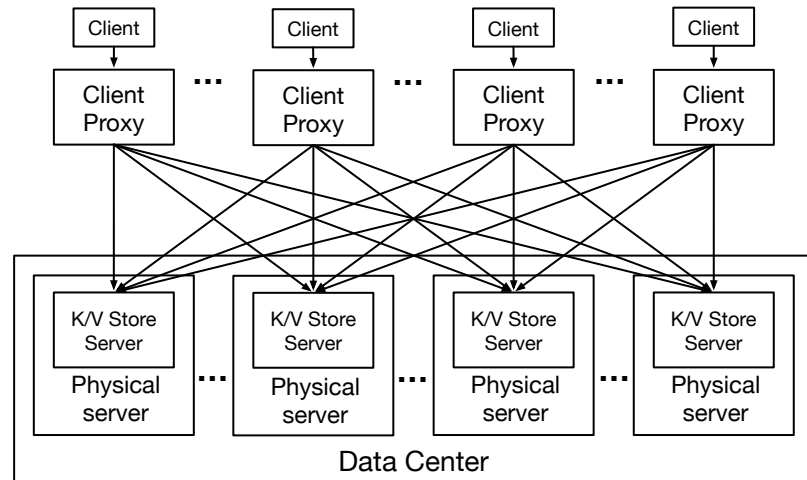 Client
Client
Client
Client
...
...
...
Client
Proxy
Client
Proxy
Client
Proxy
Client
Proxy
K/V Store
Server
K/V Store
Server
K/V Store
Server
K/V Store
Server
...
...
...
Physical
server
Physical
server
Physical
server
Physical
server
Data Center